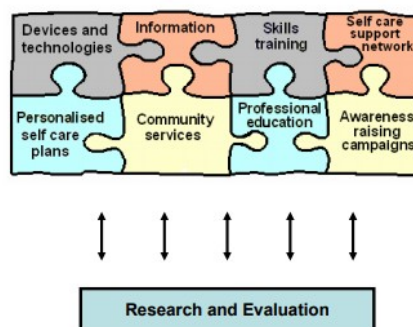 Devices and
technologies
Information
Skills
training
Self care
support
network
Personalised
self care
plans
Community
services
Professional
education
Awareness
raising
campaigns
Research and Evaluation